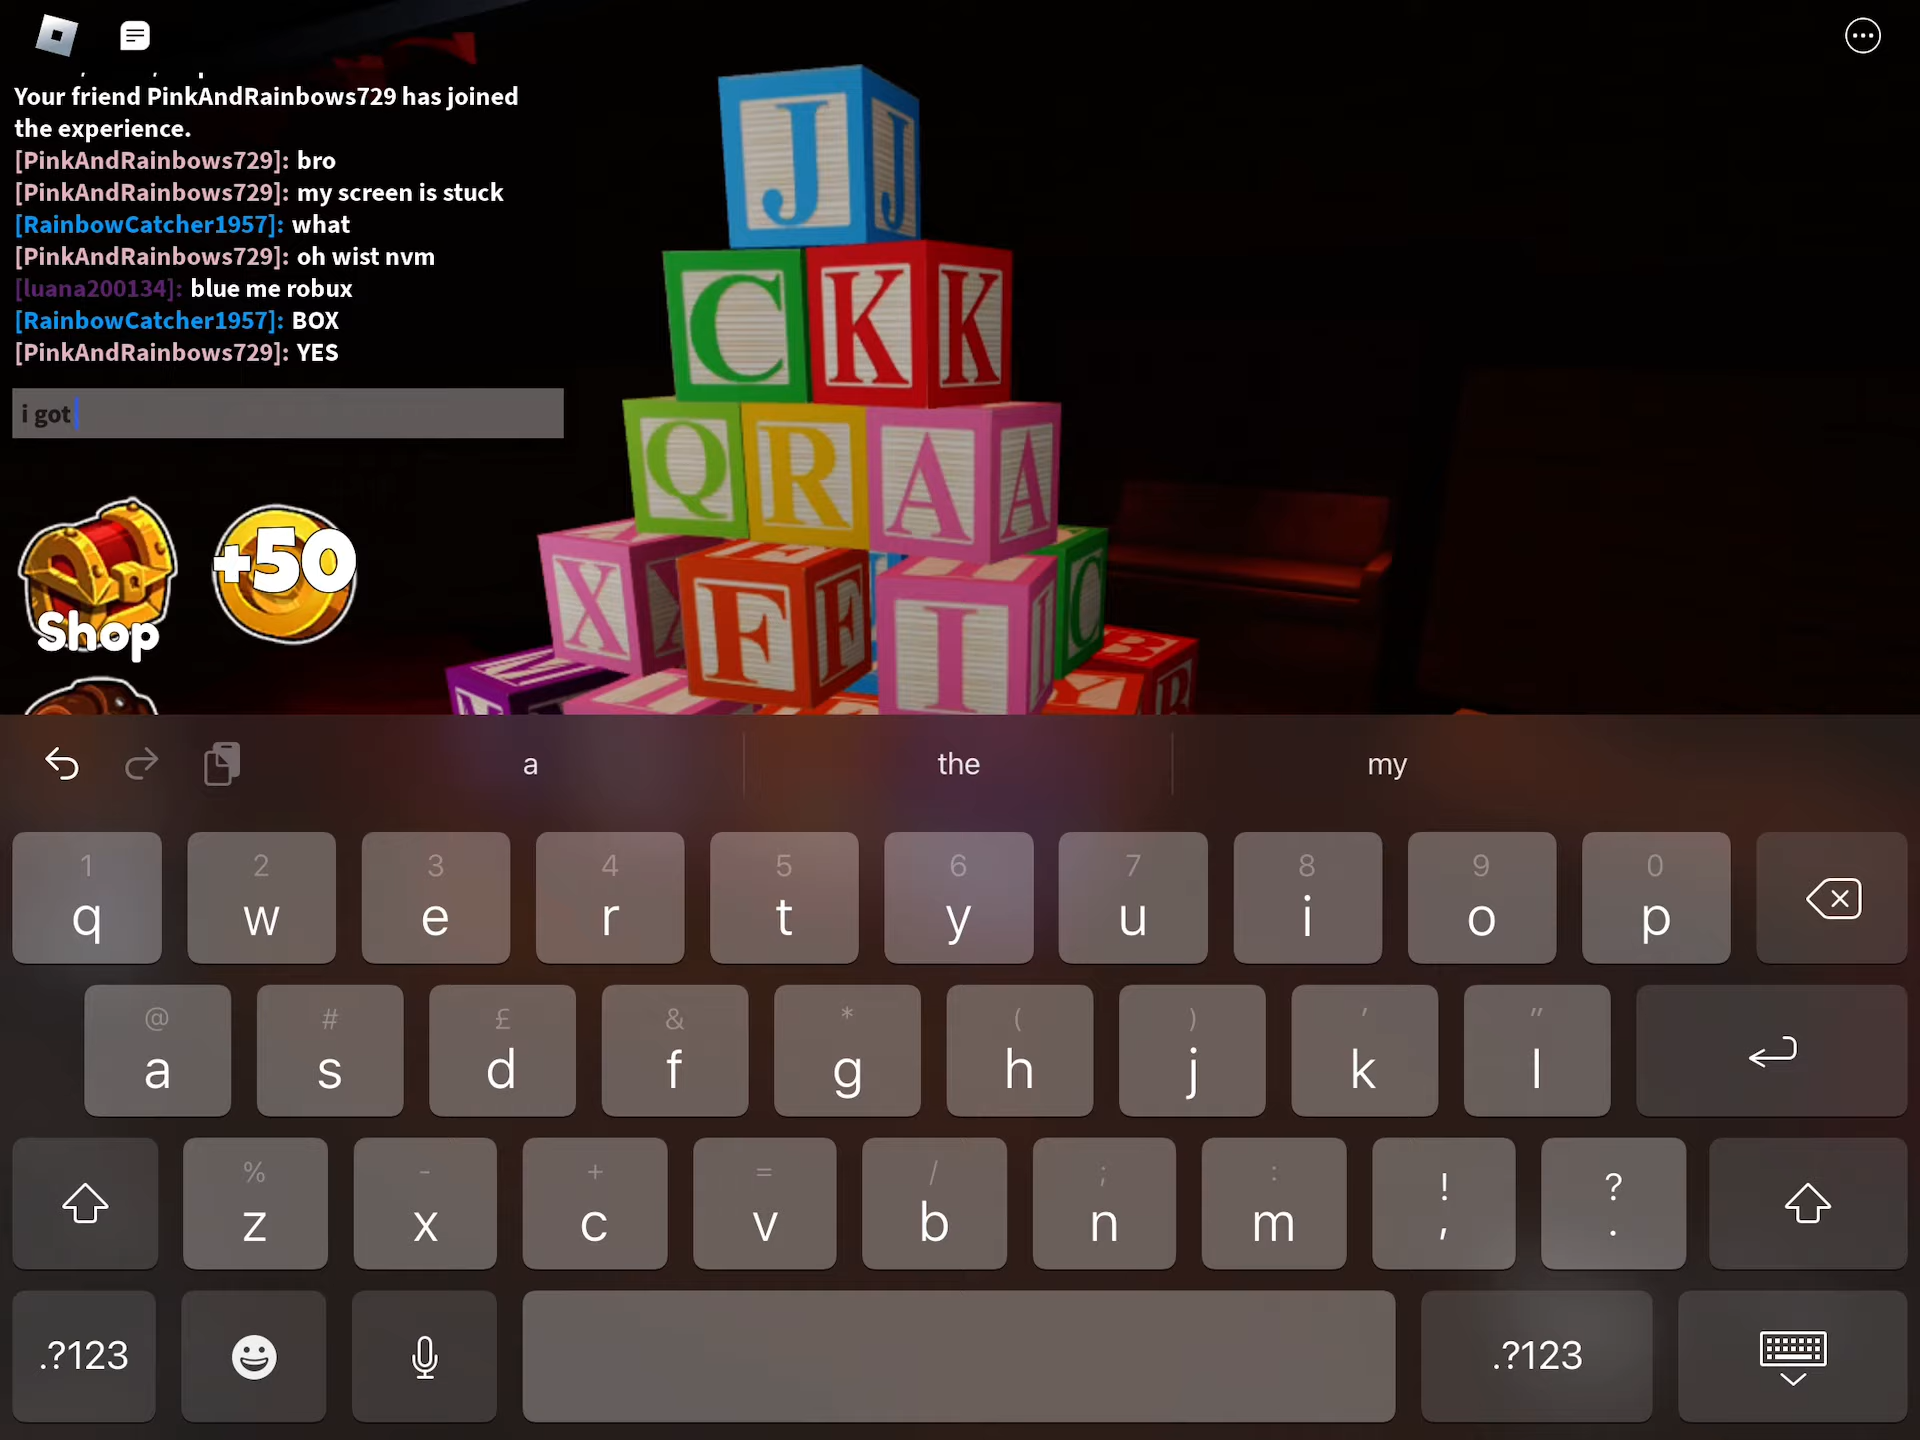 Your friend PinkAndRainbows729 has joined
the experience.
[PinkAndRainbows729]: bro
[PinkAndRainbows729]: my screen is stuck
[RainbowCatcher1957]: what
[PinkAndRainbows729]: oh wist nvm
[luana200134]: blue me robux
[RainbowCatcher1957]: BOX
[PinkAndRainbows729]: YES
i got
J J
C K K
Q R A A
X F F I I C
B
Y B
+50
Shop
a the my
1 2 3 4 5 6 7 8 9 0
q w e r t y u i o p
@ # £ & * ( ) ' "
a s d f g h j k l
% - + = / ; : ! ?
z x c v b n m , .
.?123 .?123